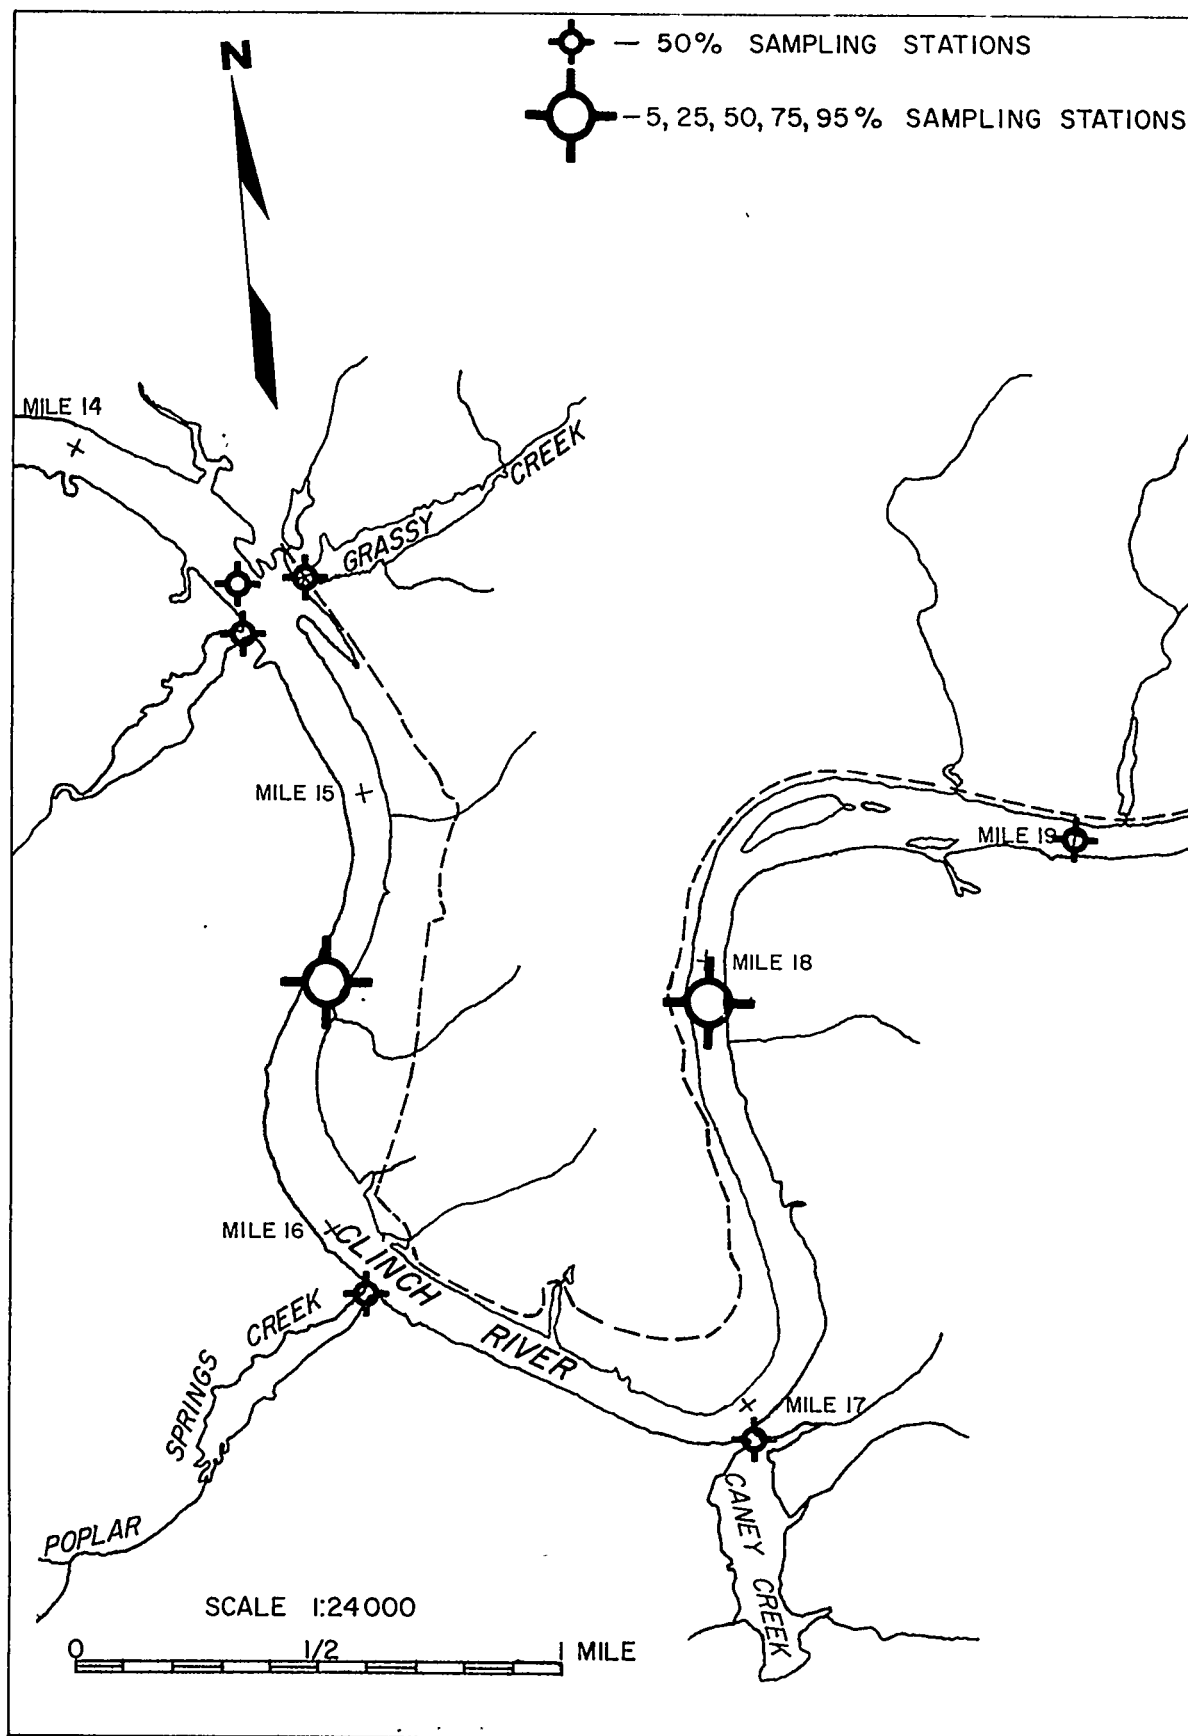 N
— 50% SAMPLING STATIONS
– 5, 25, 50, 75, 95% SAMPLING STATIONS
MILE 14
GRASSY CREEK
MILE 15
MILE 19
MILE 18
MILE 16
CLINCH RIVER
POPLAR SPRINGS CREEK
MILE 17
CANEY CREEK
SCALE 1:24000
0 1/2 1 MILE